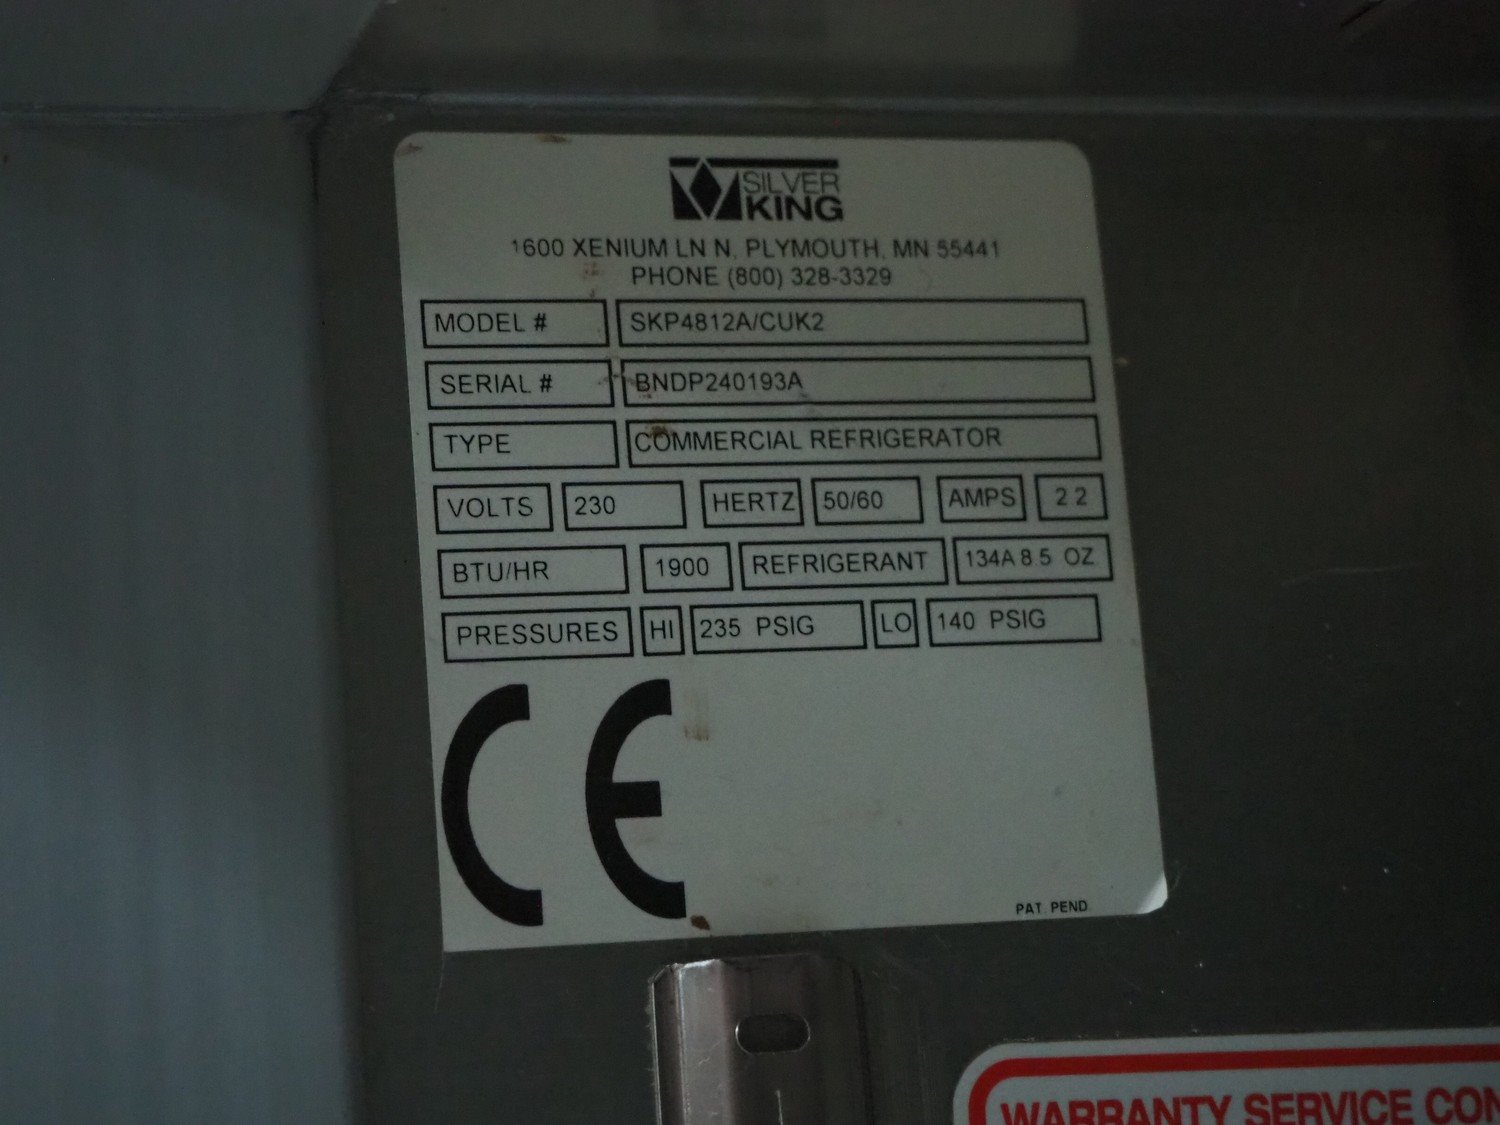 SILVER
KING
1600 XENIUM LN N, PLYMOUTH, MN 55441
PHONE (800) 328-3329
MODEL # SKP4812A/CUK2
SERIAL # BNDP240193A
TYPE COMMERCIAL REFRIGERATOR
VOLTS 230 HERTZ 50/60 AMPS 2.2
BTU/HR 1900 REFRIGERANT 134A 8.5 OZ
PRESSURES HI 235 PSIG LO 140 PSIG
CE
PAT. PEND.
WARRANTY SERVICE CON